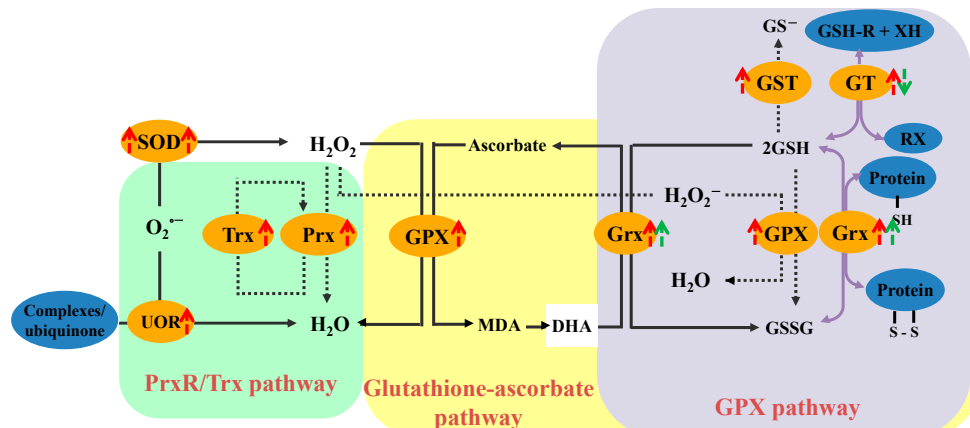 GS⁻
GSH-R + XH
GST
GT
SOD
H₂O₂
Ascorbate
2GSH
RX
Protein
SH
H₂O₂⁻
O₂•⁻
Trx
Prx
GPX
Grx
GPX
Grx
H₂O
Complexes/
ubiquinone
UOR
H₂O
MDA
DHA
GSSG
Protein
S - S
PrxR/Trx pathway
Glutathione-ascorbate
pathway
GPX pathway